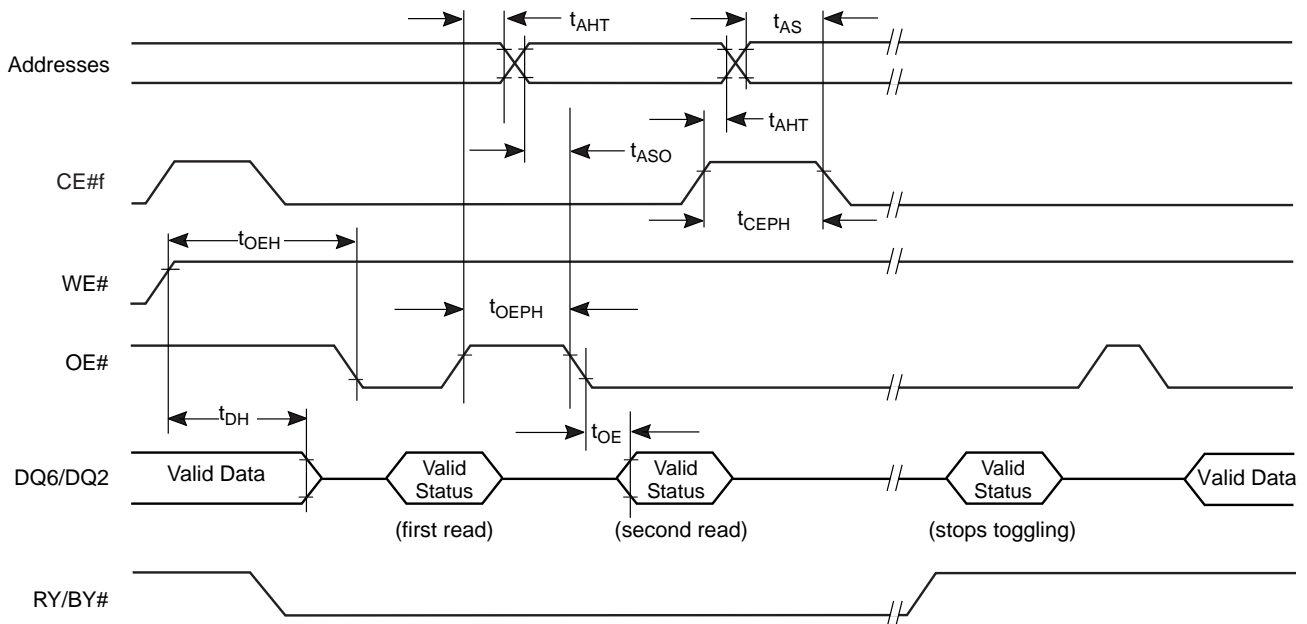 tAHT
tAS
Addresses
tAHT
tASO
CE#f
tCEPH
tOEH
WE#
tOEPH
OE#
tDH
tOE
DQ6/DQ2
Valid Data
Valid
Status
Valid
Status
Valid
Status
Valid Data
(first read)
(second read)
(stops toggling)
RY/BY#